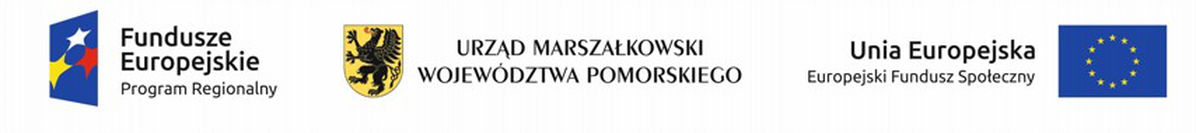 Fundusze
Europejskie
Program Regionalny
URZĄD MARSZAŁKOWSKI
WOJEWÓDZTWA POMORSKIEGO
Unia Europejska
Europejski Fundusz Społeczny